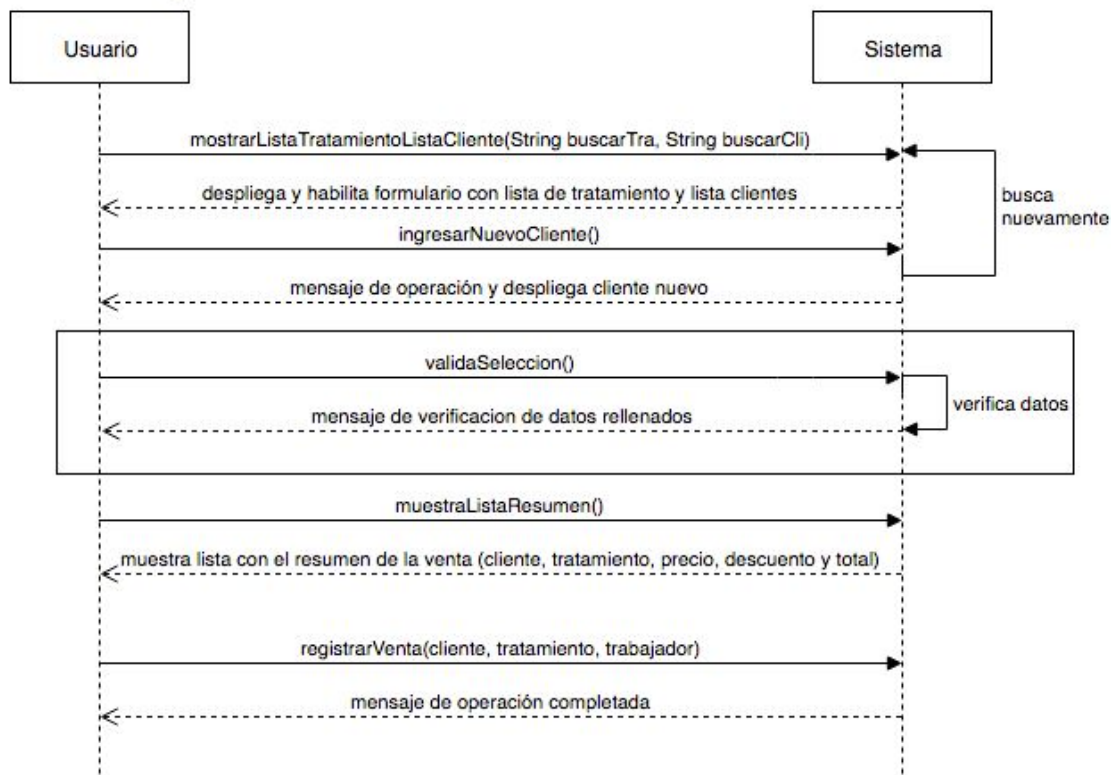 Usuario
Sistema
mostrarListaTratamientoListaCliente(String buscarTra, String buscarCli)
despliega y habilita formulario con lista de tratamiento y lista clientes
busca
nuevamente
ingresarNuevoCliente()
mensaje de operación y despliega cliente nuevo
validaSeleccion()
verifica datos
mensaje de verificacion de datos rellenados
muestraListaResumen()
muestra lista con el resumen de la venta (cliente, tratamiento, precio, descuento y total)
registrarVenta(cliente, tratamiento, trabajador)
mensaje de operación completada